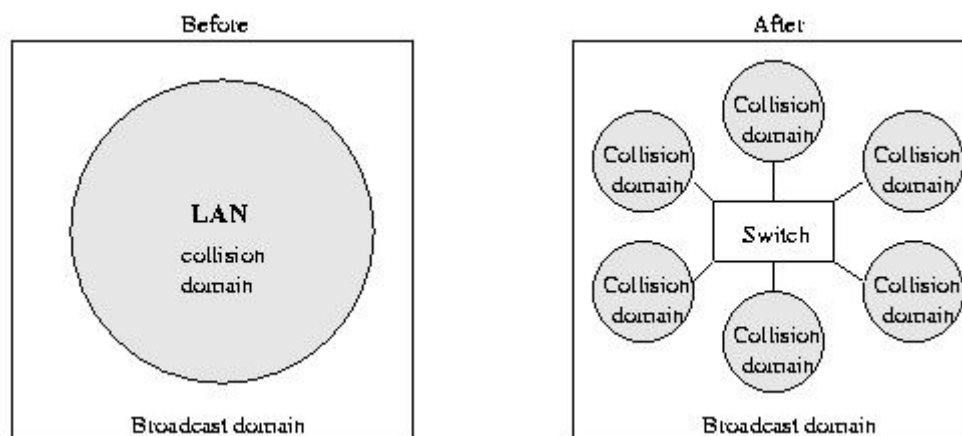 Before
LAN
collision
domain
Broadcast domain
After
Collision
domain
Collision
domain
Collision
domain
Switch
Collision
domain
Collision
domain
Collision
domain
Broadcast domain